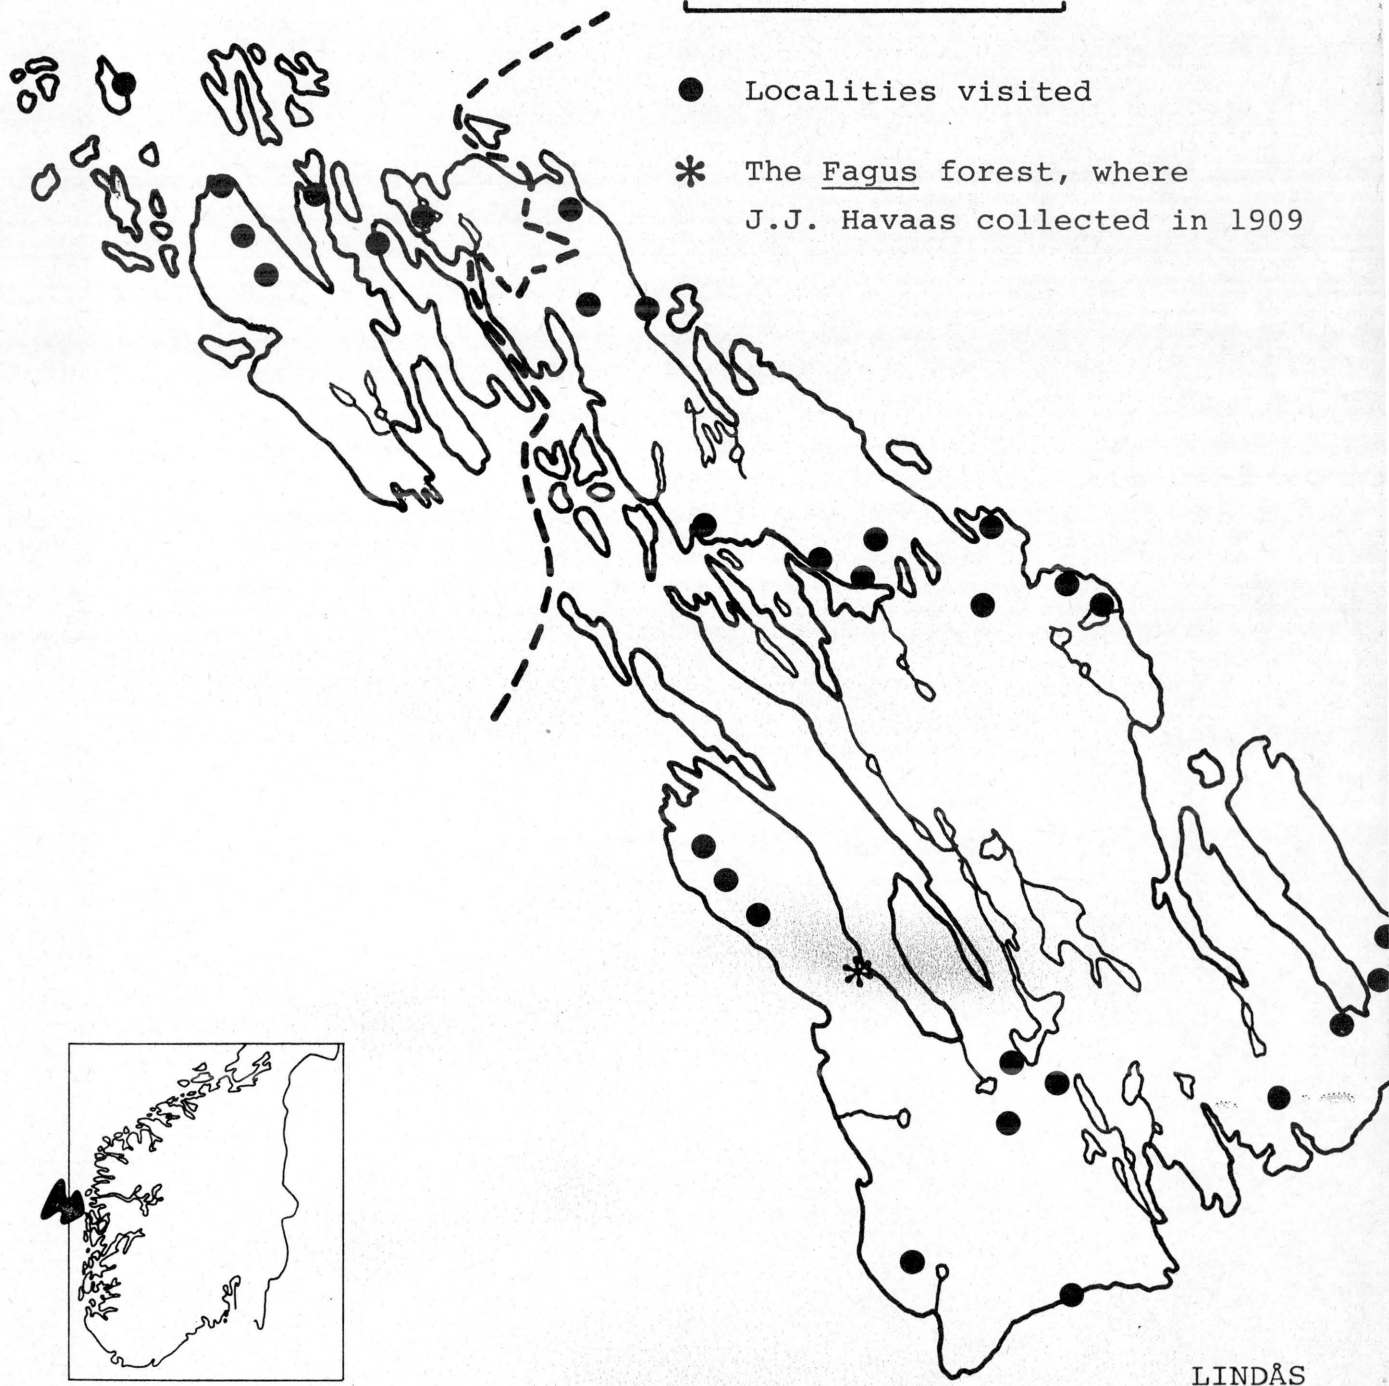 Localities visited
The Fagus forest, where
J.J. Havaas collected in 1909
LINDÅS